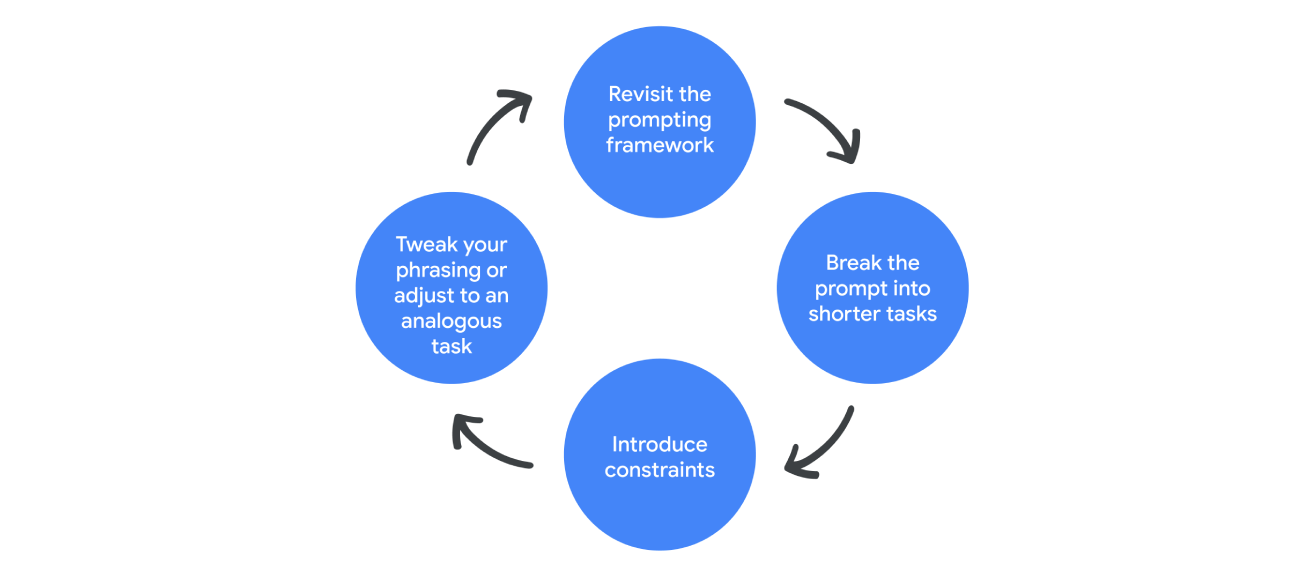 Revisit the
prompting
framework
Break the
prompt into
shorter tasks
Introduce
constraints
Tweak your
phrasing or
adjust to an
analogous
task